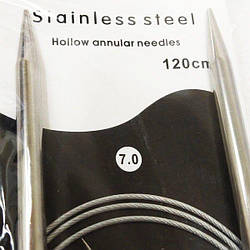 Stainless steel
Hollow annular needles
120cm
7.0